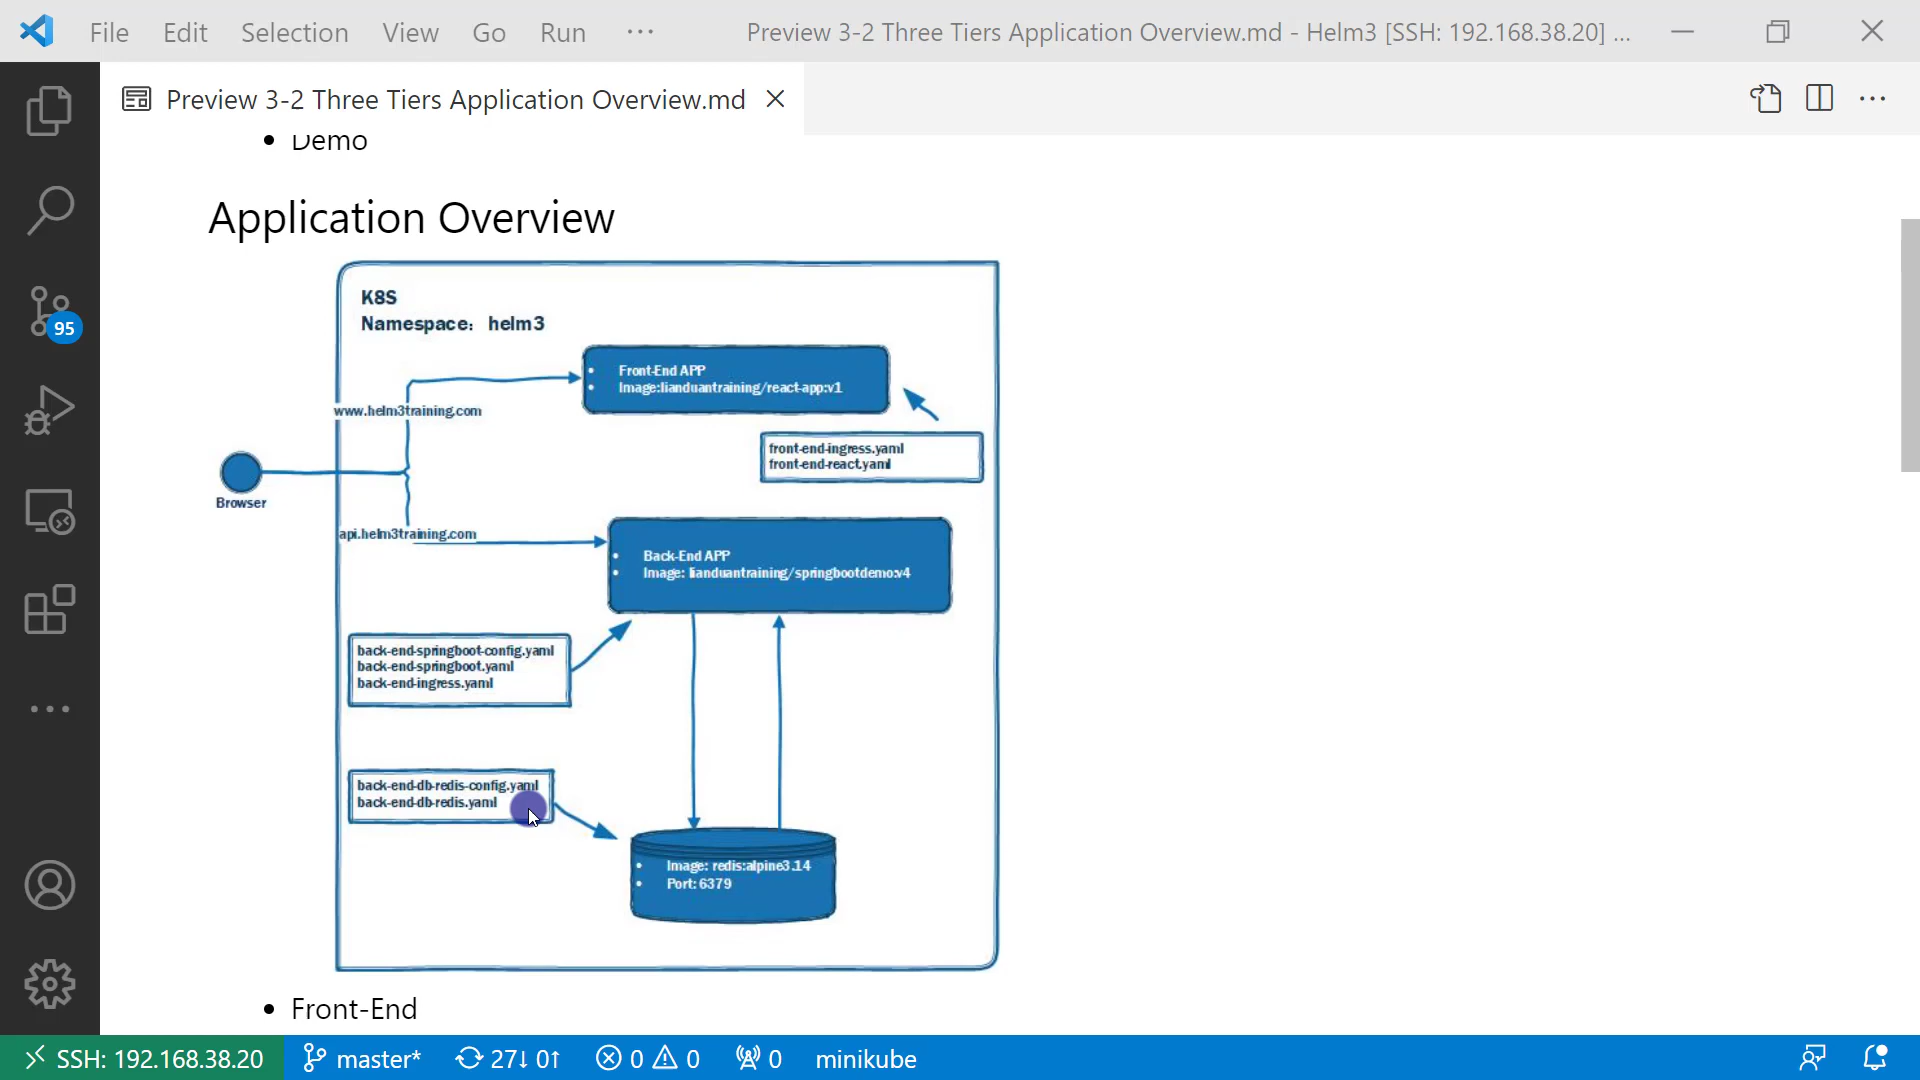 File Edit Selection View Go Run ··· Preview 3-2 Three Tiers Application Overview.md - Helm3 [SSH: 192.168.38.20] ...
Preview 3-2 Three Tiers Application Overview.md
Demo
Application Overview
K8S
Namespace: helm3
Front-End APP
Image:lianduantraining/react-app:v1
www.helm3training.com
front-end-ingress.yaml
front-end-react.yaml
Browser
api.helm3training.com
Back-End APP
Image: lianduantraining/springbootdemo:v4
back-end-springboot-config.yaml
back-end-springboot.yaml
back-end-ingress.yaml
back-end-db-redis-config.yaml
back-end-db-redis.yaml
Image: redis:alpine3.14
Port: 6379
Front-End
95
SSH: 192.168.38.20 master* 27↓ 0↑ 0 0 0 minikube